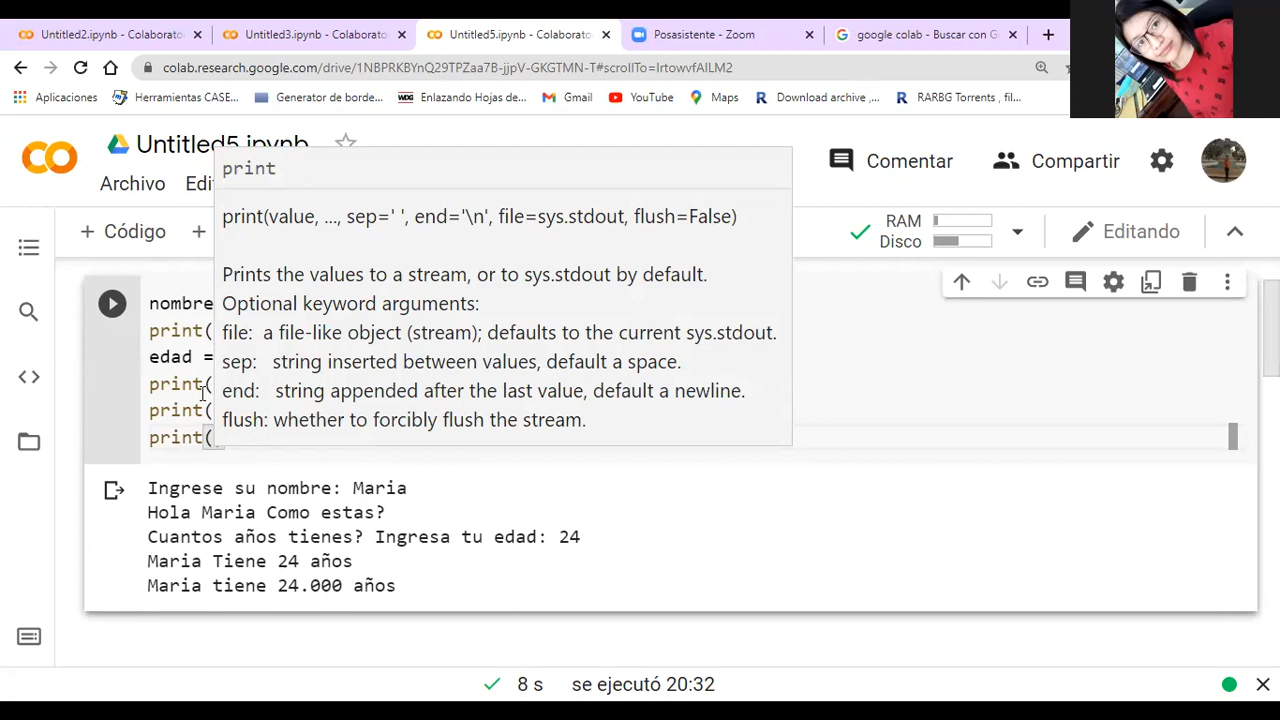 Untitled2.ipynb - Colaborato
Untitled3.ipynb - Colaborato
Untitled5.ipynb - Colaborato
Posasistente - Zoom
google colab - Buscar con G
colab.research.google.com/drive/
Aplicaciones
Herramientas CASE...
Generador de borde...
Enlazando Hojas de...
Gmail
YouTube
Maps
Download archive ,...
RARBG Torrents , fil...
Untitled5.ipynb
Archivo
Edi
Comentar
Compartir
print
print(value, ..., sep=' ', end='\n', file=sys.stdout, flush=False)
Prints the values to a stream, or to sys.stdout by default.
Optional keyword arguments:
file: a file-like object (stream); defaults to the current sys.stdout.
sep: string inserted between values, default a space.
end: string appended after the last value, default a newline.
flush: whether to forcibly flush the stream.
+ Código
+
RAM
Disco
Editando
nombre
print(
edad =
print(
print(
print(
Ingrese su nombre: Maria
Hola Maria Como estas?
Cuantos años tienes? Ingresa tu edad: 24
Maria Tiene 24 años
Maria tiene 24.000 años
8 s
se ejecutó 20:32